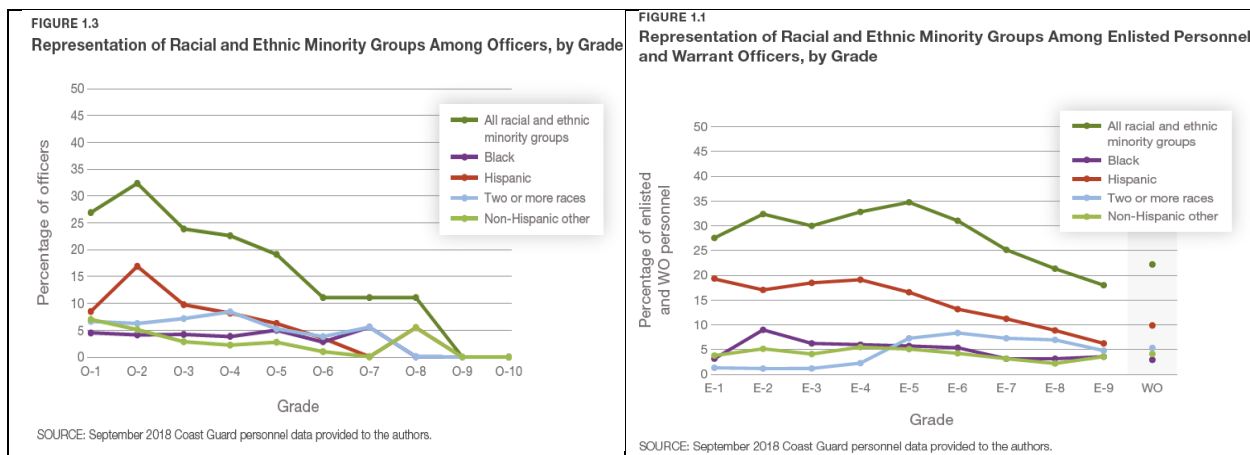 FIGURE 1.3
Representation of Racial and Ethnic Minority Groups Among Officers, by Grade
50
45
40
35
30
25
20
15
10
5
0
Percentage of officers
All racial and ethnic
minority groups
Black
Hispanic
Two or more races
Non-Hispanic other
O-1 O-2 O-3 O-4 O-5 O-6 O-7 O-8 O-9 O-10
Grade
SOURCE: September 2018 Coast Guard personnel data provided to the authors.
FIGURE 1.1
Representation of Racial and Ethnic Minority Groups Among Enlisted Personnel
and Warrant Officers, by Grade
50
45
40
35
30
25
20
15
10
5
0
Percentage of enlisted
and WO personnel
All racial and ethnic
minority groups
Black
Hispanic
Two or more races
Non-Hispanic other
E-1 E-2 E-3 E-4 E-5 E-6 E-7 E-8 E-9 WO
Grade
SOURCE: September 2018 Coast Guard personnel data provided to the authors.